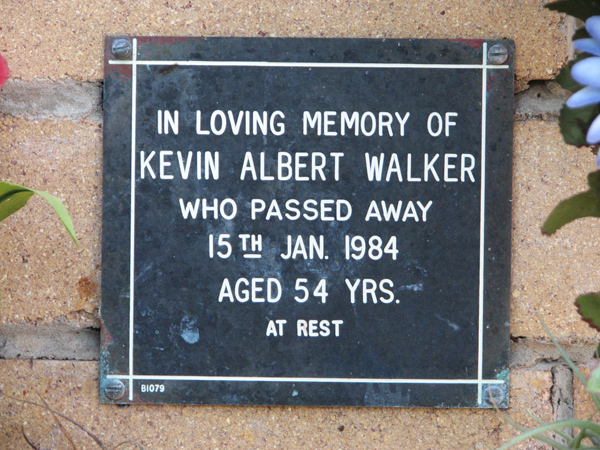 IN LOVING MEMORY OF
KEVIN ALBERT WALKER
WHO PASSED AWAY
15TH JAN. 1984
AGED 54 YRS.
AT REST
B1079